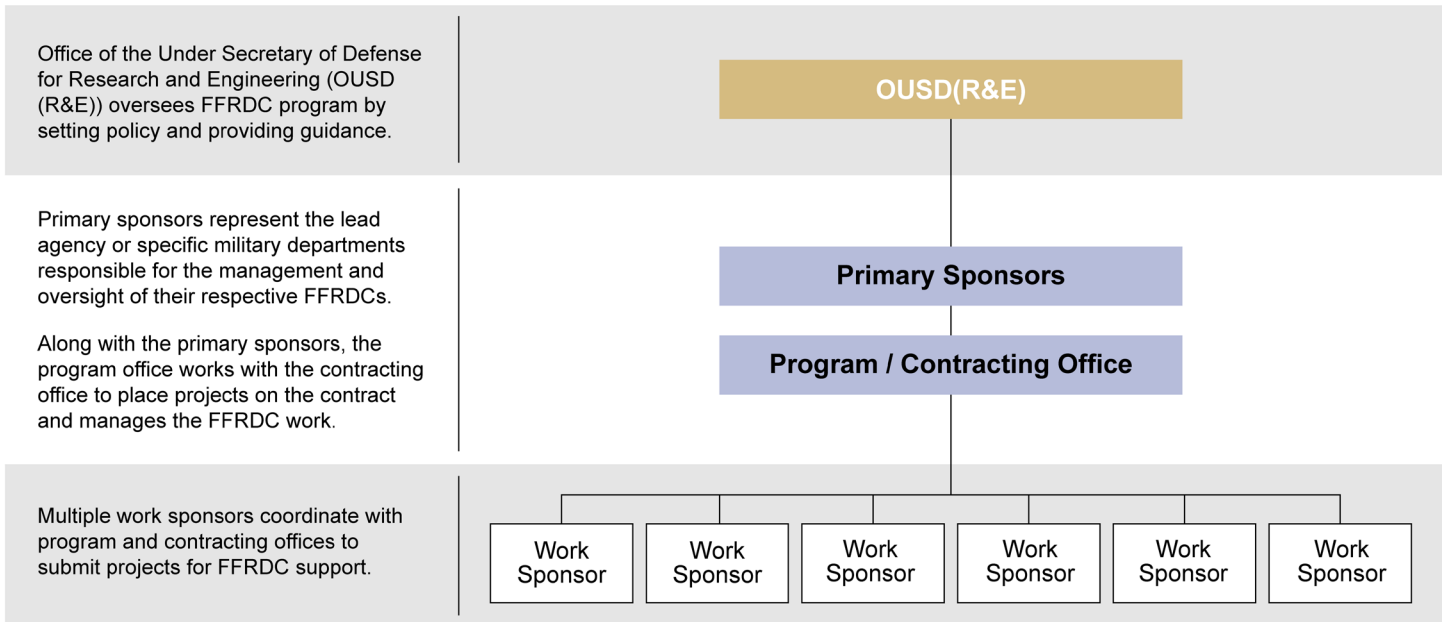 Office of the Under Secretary of Defense
for Research and Engineering (OUSD
(R&E)) oversees FFRDC program by
setting policy and providing guidance.
OUSD(R&E)
Primary sponsors represent the lead
agency or specific military departments
responsible for the management and
oversight of their respective FFRDCs.
Primary Sponsors
Along with the primary sponsors, the
program office works with the contracting
office to place projects on the contract
and manages the FFRDC work.
Program / Contracting Office
Multiple work sponsors coordinate with
program and contracting offices to
submit projects for FFRDC support.
Work
Sponsor
Work
Sponsor
Work
Sponsor
Work
Sponsor
Work
Sponsor
Work
Sponsor